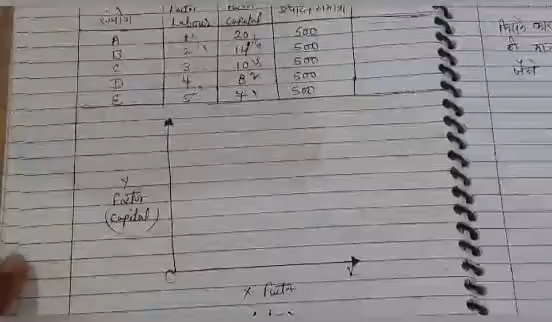 संयोग Factor Labour Factor Capital उत्पादन की मात्रा
A 1 20 500
B 2 14 500
C 3 10 500
D 4 8 500
E 5 7 500
Y
Factor
(Capital)
O
X Factor